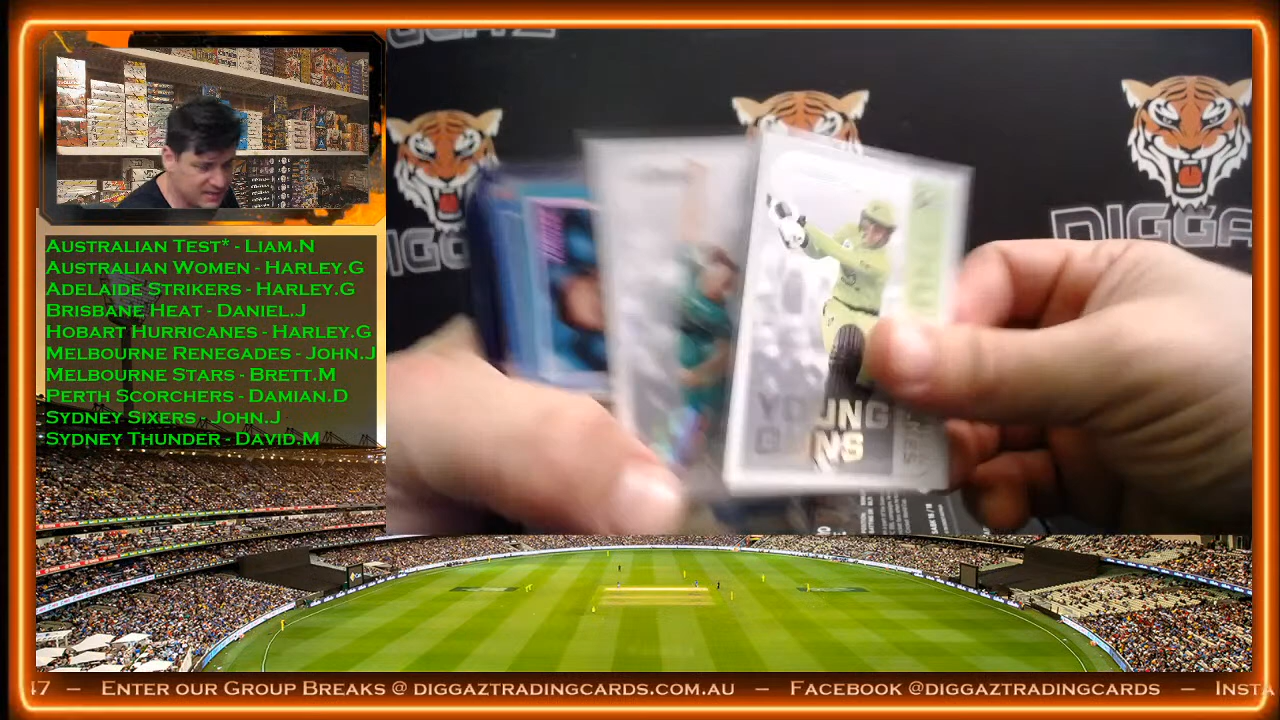 AUSTRALIAN TEST* - LIAM.N
AUSTRALIAN WOMEN - HARLEY.G
ADELAIDE STRIKERS - HARLEY.G
BRISBANE HEAT - DANIEL.J
HOBART HURRICANES - HARLEY.G
MELBOURNE RENEGADES - JOHN.J
MELBOURNE STARS - BRETT.M
PERTH SCORCHERS - DAMIAN.D
SYDNEY SIXERS - JOHN.J
SYDNEY THUNDER - DAVID.M
YOUNG
GUNS
47 — ENTER OUR GROUP BREAKS @ DIGGAZTRADINGCARDS.COM.AU — FACEBOOK @DIGGAZTRADINGCARDS — INSTA